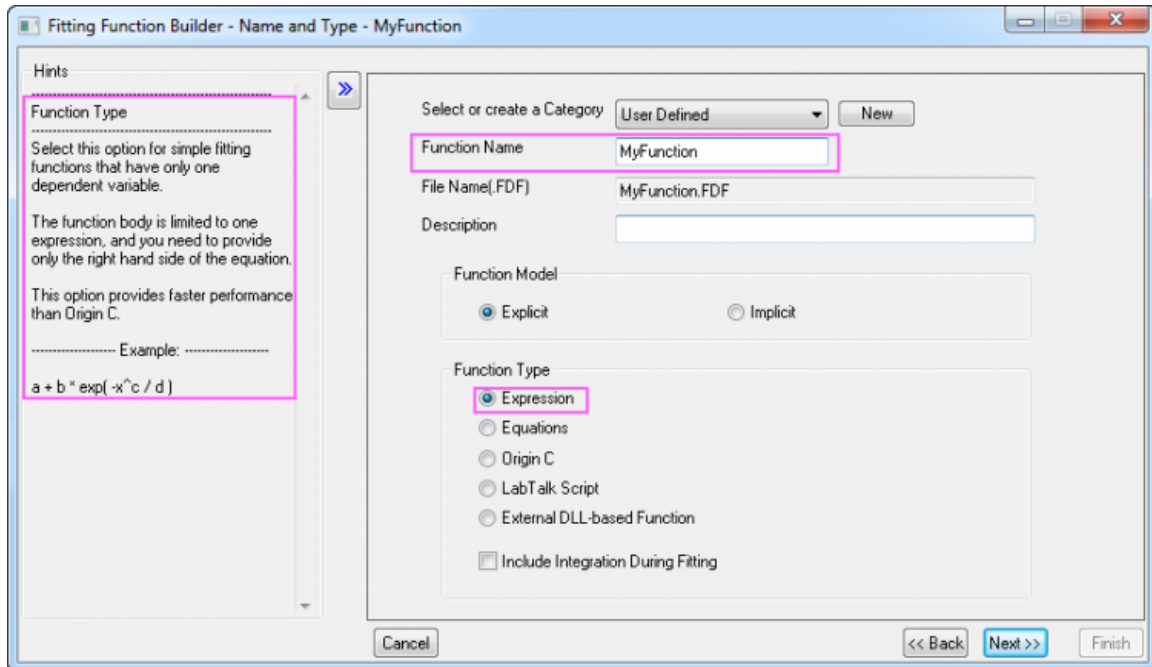 Fitting Function Builder - Name and Type - MyFunction
Hints
Function Type
Select this option for simple fitting
functions that have only one
dependent variable.
The function body is limited to one
expression, and you need to provide
only the right hand side of the equation.
This option provides faster performance
than Origin C.
--------------------- Example: ---------------------
a + b * exp( -x^c / d )
Select or create a Category User Defined New
Function Name MyFunction
File Name(.FDF) MyFunction.FDF
Description
Function Model
Explicit Implicit
Function Type
Expression
Equations
Origin C
LabTalk Script
External DLL-based Function
Include Integration During Fitting
Cancel << Back Next >> Finish